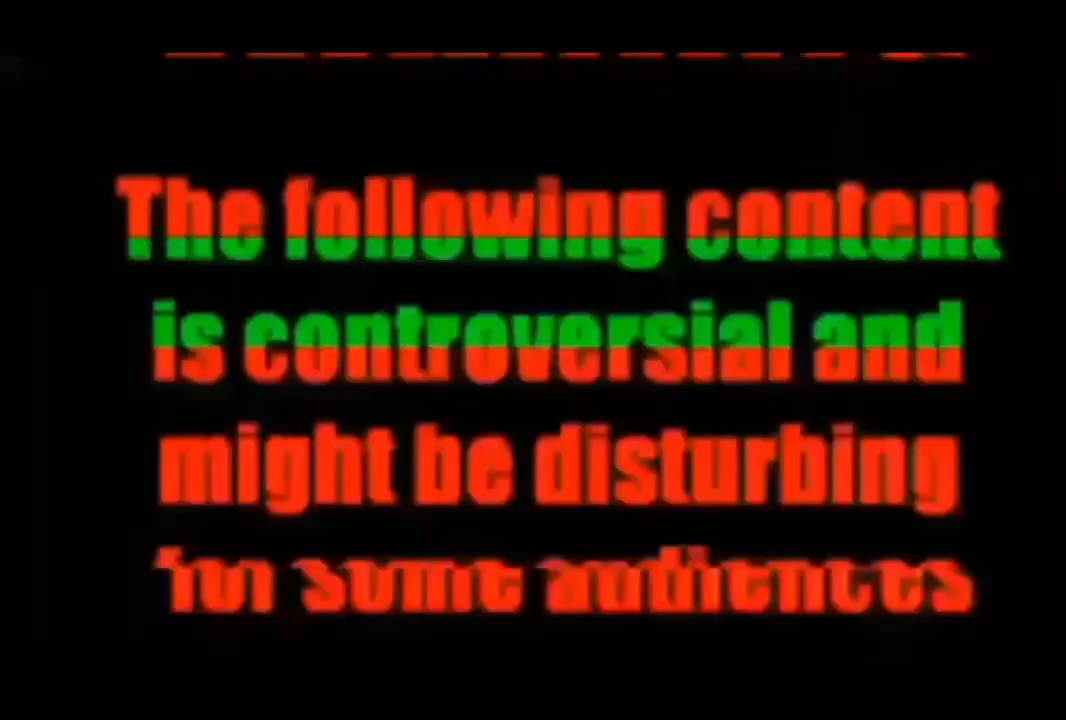 The following content
is controversial and
might be disturbing
for some audiences